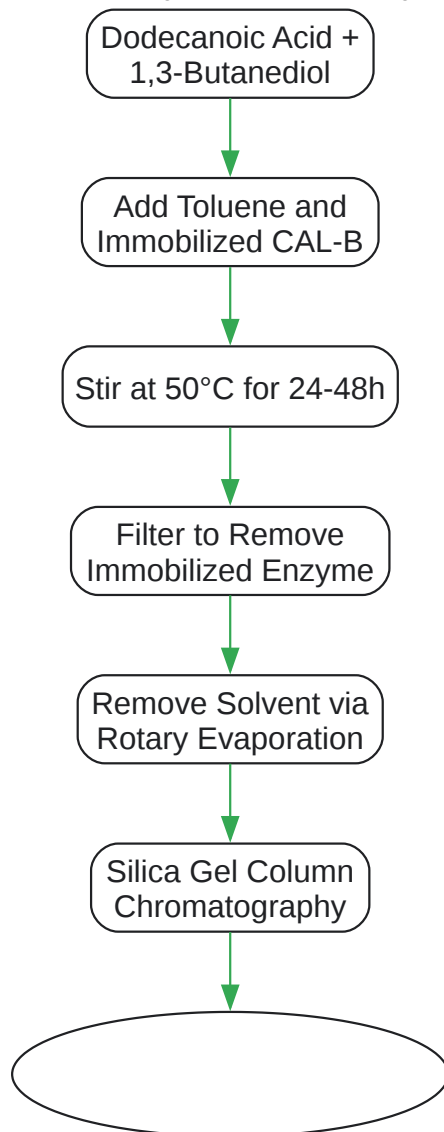 Dodecanoic Acid +
1,3-Butanediol
Add Toluene and
Immobilized CAL-B
Stir at 50°C for 24-48h
Filter to Remove
Immobilized Enzyme
Remove Solvent via
Rotary Evaporation
Silica Gel Column
Chromatography